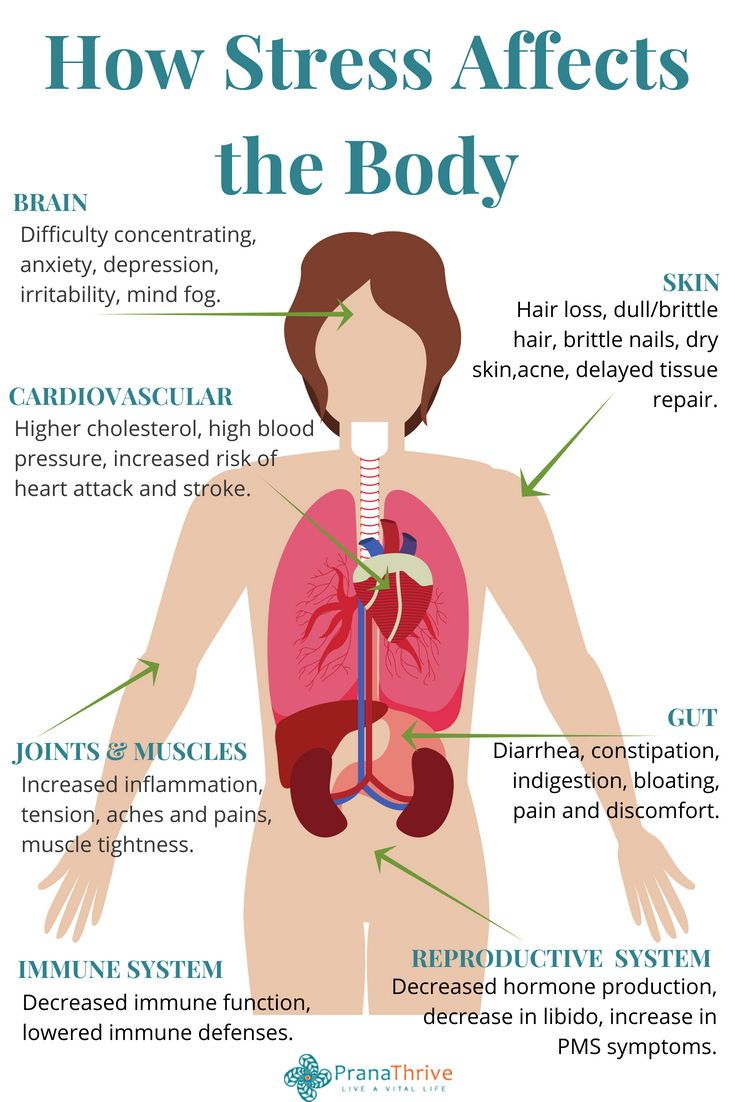 How Stress Affects
the Body
BRAIN
Difficulty concentrating,
anxiety, depression,
irritability, mind fog.
SKIN
Hair loss, dull/brittle
hair, brittle nails, dry
skin,acne, delayed tissue
repair.
CARDIOVASCULAR
Higher cholesterol, high blood
pressure, increased risk of
heart attack and stroke.
GUT
Diarrhea, constipation,
indigestion, bloating,
pain and discomfort.
JOINTS & MUSCLES
Increased inflammation,
tension, aches and pains,
muscle tightness.
REPRODUCTIVE SYSTEM
Decreased hormone production,
decrease in libido, increase in
PMS symptoms.
IMMUNE SYSTEM
Decreased immune function,
lowered immune defenses.
PranaThrive
LIVE A VITAL LIFE